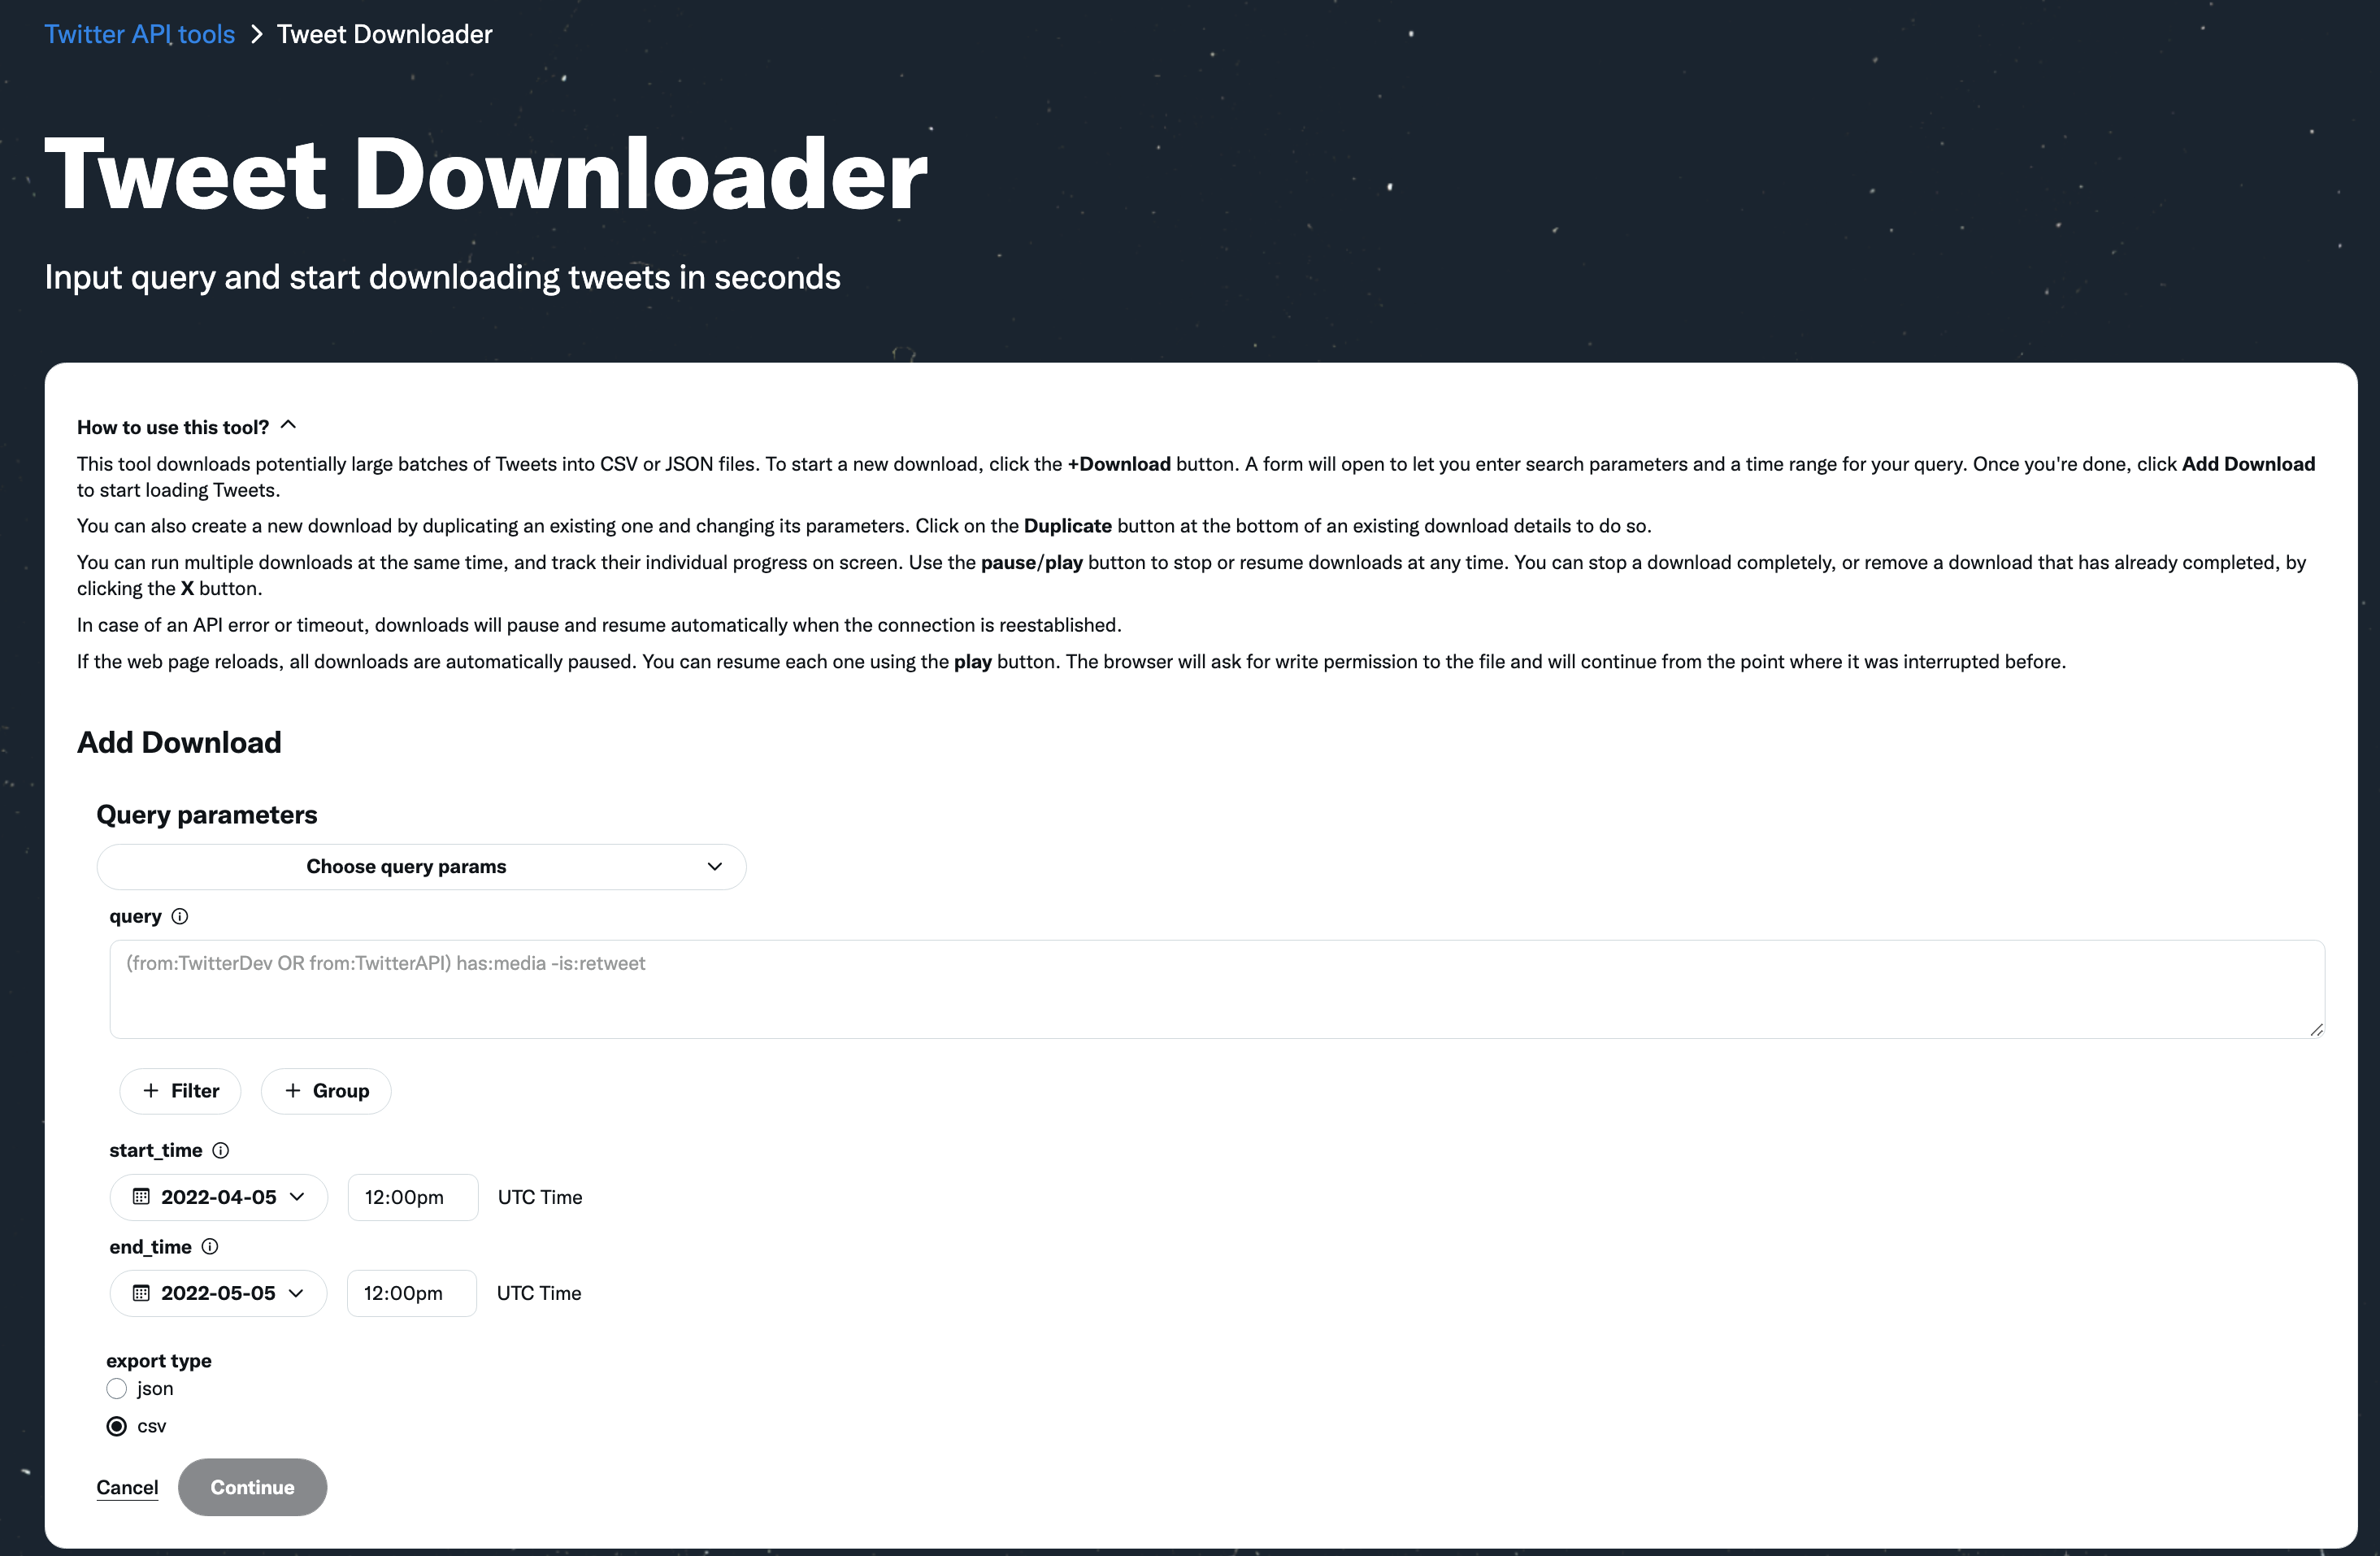 Twitter API tools > Tweet Downloader
Tweet Downloader
Input query and start downloading tweets in seconds
How to use this tool?
This tool downloads potentially large batches of Tweets into CSV or JSON files. To start a new download, click the +Download button. A form will open to let you enter search parameters and a time range for your query. Once you're done, click Add Download
to start loading Tweets.
You can also create a new download by duplicating an existing one and changing its parameters. Click on the Duplicate button at the bottom of an existing download details to do so.
You can run multiple downloads at the same time, and track their individual progress on screen. Use the pause/play button to stop or resume downloads at any time. You can stop a download completely, or remove a download that has already completed, by
clicking the X button.
In case of an API error or timeout, downloads will pause and resume automatically when the connection is reestablished.
If the web page reloads, all downloads are automatically paused. You can resume each one using the play button. The browser will ask for write permission to the file and will continue from the point where it was interrupted before.
Add Download
Query parameters
Choose query params
query
(from:TwitterDev OR from:TwitterAPI) has:media -is:retweet
+ Filter + Group
start_time
2022-04-05 12:00pm UTC Time
end_time
2022-05-05 12:00pm UTC Time
export type
json
csv
Cancel Continue